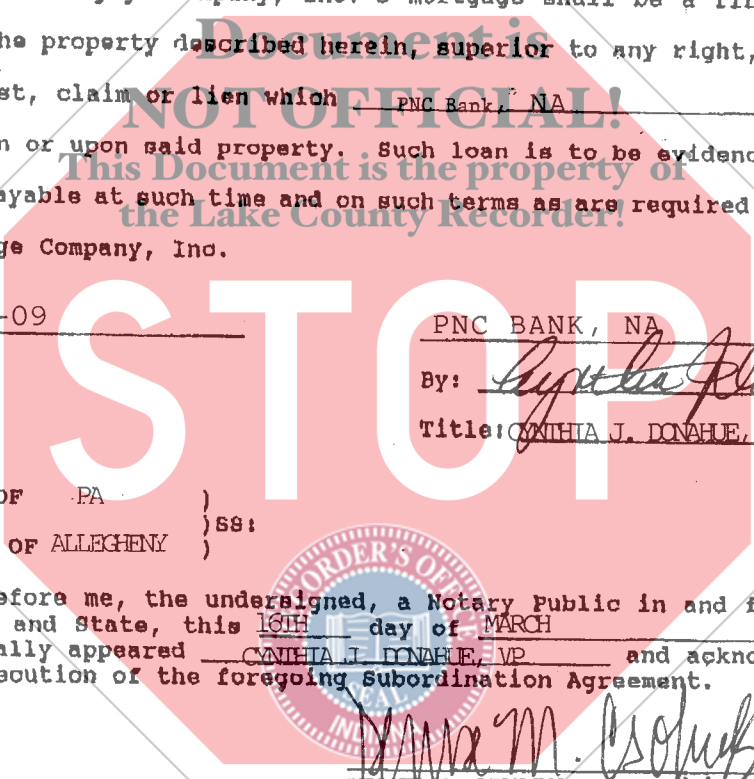 he property described herein, superior to any right,
st, claim or lien which PNC Bank, NA
n or upon said property. Such loan is to be evidenc
ayable at such time and on such terms as are required
ge Company, Inc.
Document is
NOT OFFICIAL!
This Document is the property of
the Lake County Recorder!
STOP
-09
PNC BANK, NA
By:
Title: CYNTHIA J. DONAHUE,
OF PA )
)SS:
OF ALLEGHENY )
efore me, the undersigned, a Notary Public in and f
and State, this 16TH day of MARCH
ally appeared CYNTHIA J. DONAHUE, VP and ackno
ecution of the foregoing Subordination Agreement.
ORDER'S O
SEAL
INDIANA